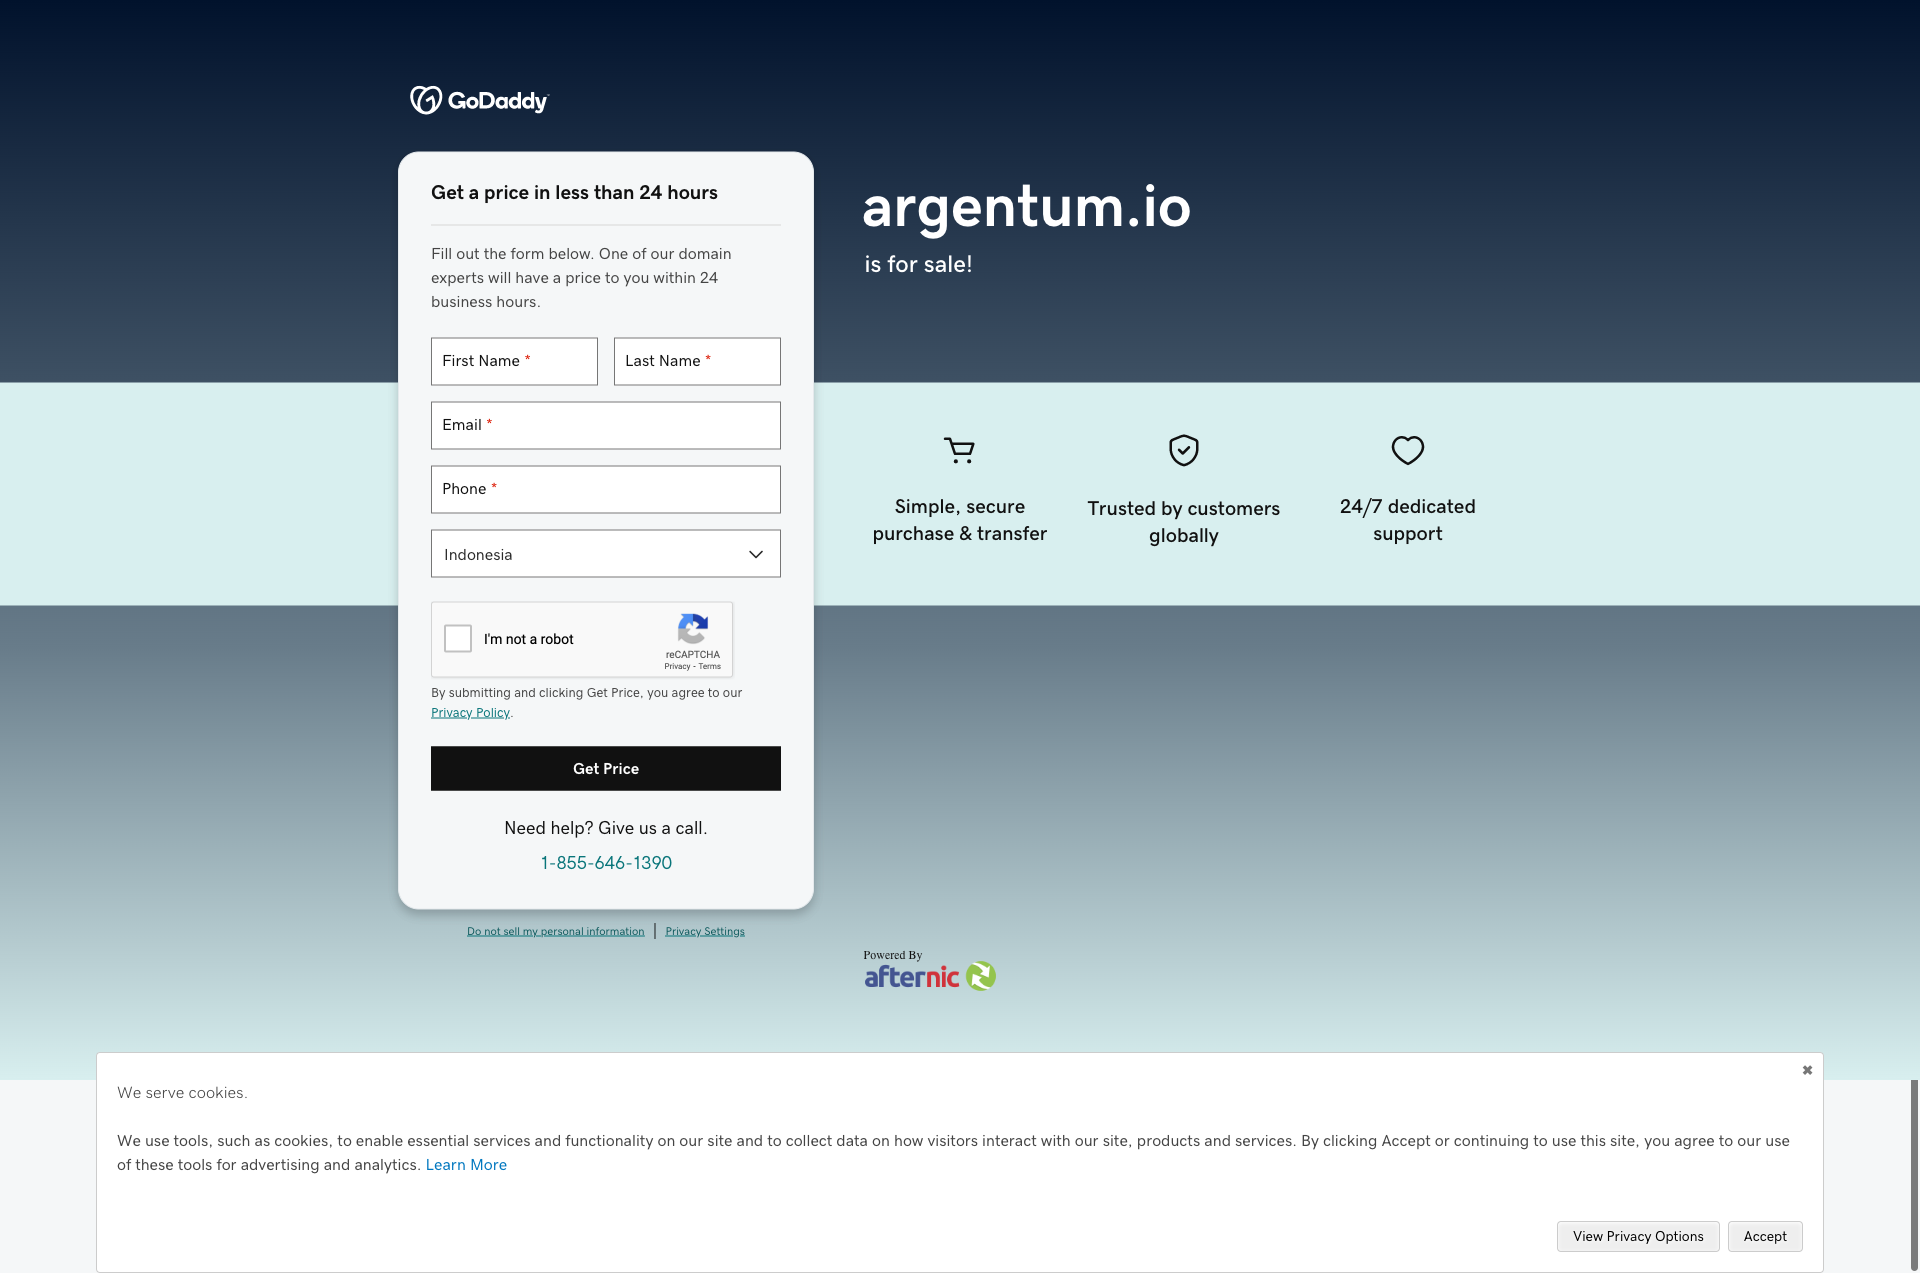 GoDaddy
Get a price in less than 24 hours
Fill out the form below. One of our domain
experts will have a price to you within 24
business hours.
First Name *
Last Name *
Email *
Phone *
Indonesia
I'm not a robot
reCAPTCHA
Privacy - Terms
By submitting and clicking Get Price, you agree to our
Privacy Policy.
Get Price
Need help? Give us a call.
1-855-646-1390
Do not sell my personal information
Privacy Settings
argentum.io
is for sale!
Simple, secure
purchase & transfer
Trusted by customers
globally
24/7 dedicated
support
Powered By
afternic
We serve cookies.
We use tools, such as cookies, to enable essential services and functionality on our site and to collect data on how visitors interact with our site, products and services. By clicking Accept or continuing to use this site, you agree to our use
of these tools for advertising and analytics. Learn More
View Privacy Options
Accept